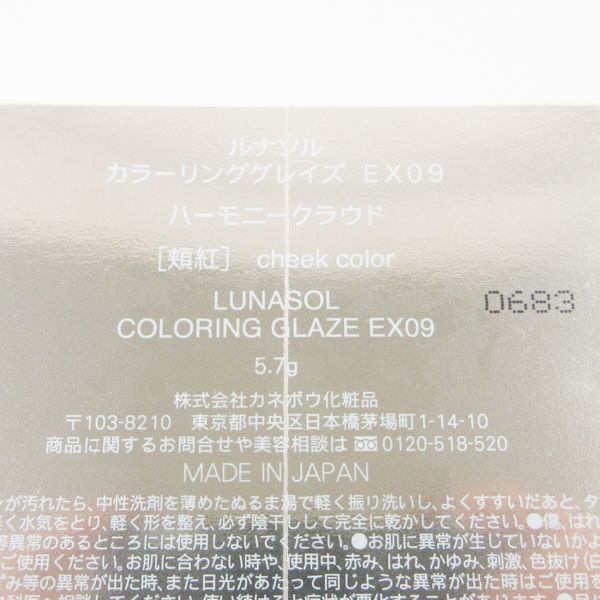 ルナソル
カラーリンググレイズ EX09
ハーモニークラウド
［頬紅］ cheek color
LUNASOL
0683
COLORING GLAZE EX09
5.7g
株式会社カネボウ化粧品
〒103-8210 東京都中央区日本橋茅場町1-14-10
商品に関するお問合せや美容相談は 0120-518-520
MADE IN JAPAN
が汚れたら、中性洗剤を薄めたぬるま湯で軽く振り洗いし、よくすすいだあと、タ
く水気をとり、軽く形を整え、必ず陰干しして完全に乾かしてください。●傷、はれ
等異常のあるところには使用しないでください。●お肌に異常が生じていないかよ
ご使用ください。お肌に合わない時や、使用中、赤み、はれ、かゆみ、刺激、色抜け（白
み等の異常が出た時、また日光があたって同じような異常が出た時はご使用を